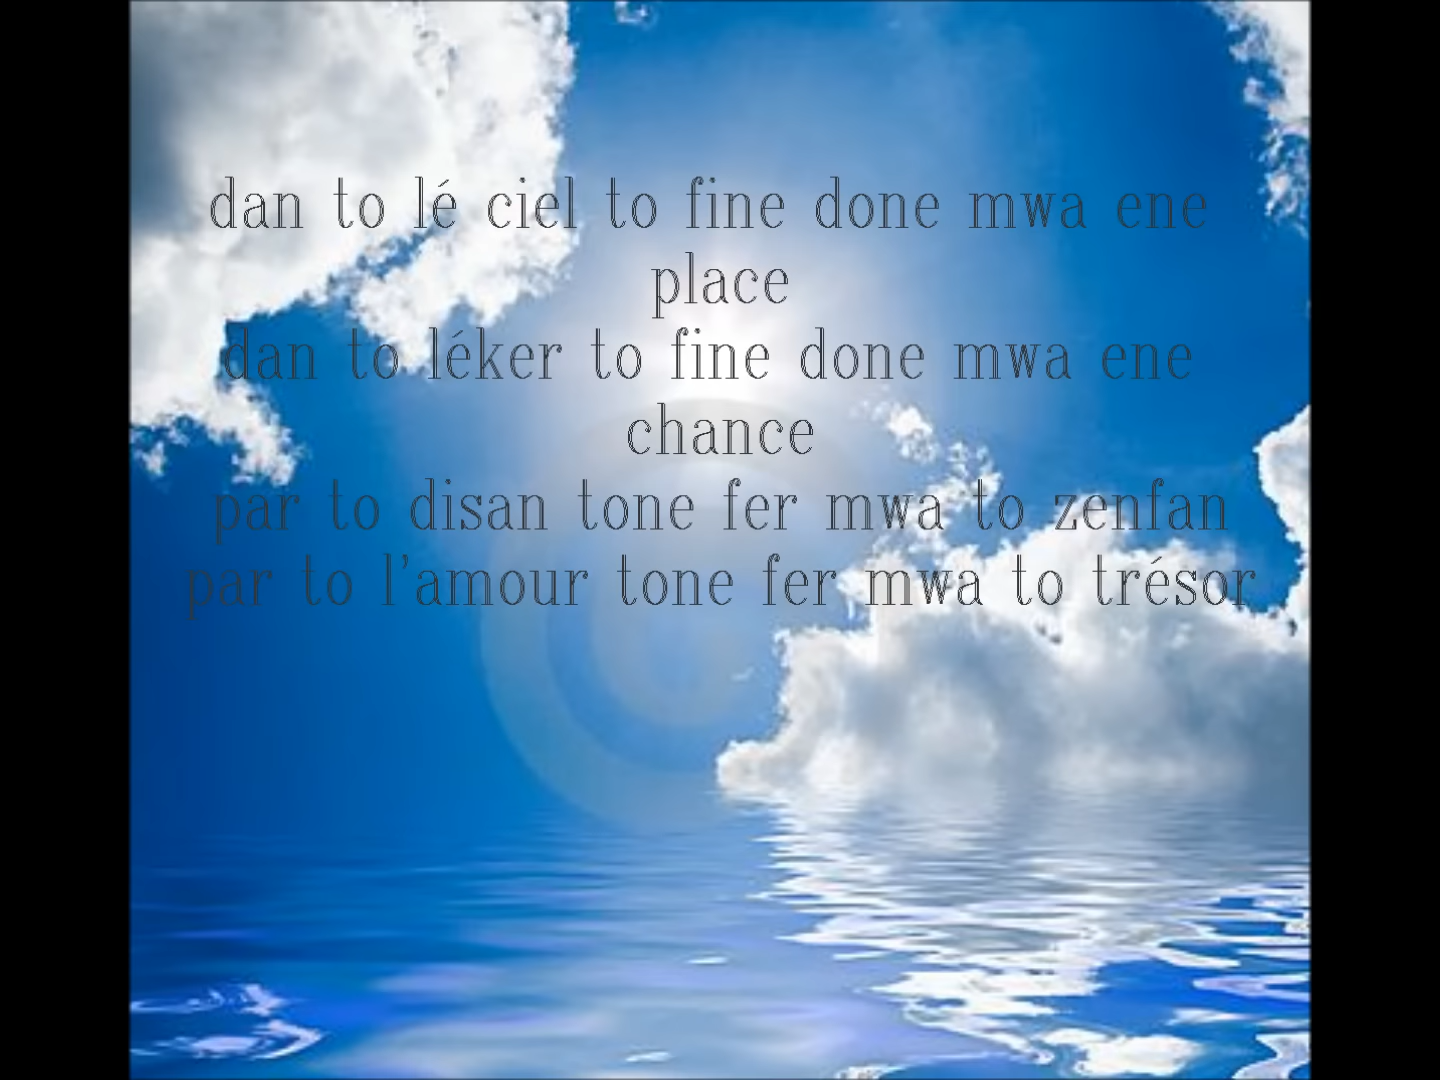 dan to lé ciel to fine done mwa ene
place
dan to léker to fine done mwa ene
chance
par to disan tone fer mwa to zenfan
par to l'amour tone fer mwa to trésor